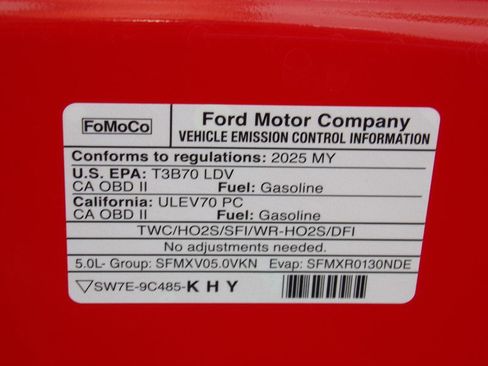 FoMoCo
Ford Motor Company
VEHICLE EMISSION CONTROL INFORMATION
Conforms to regulations: 2025 MY
U.S. EPA: T3B70 LDV
CA OBD II Fuel: Gasoline
California: ULEV70 PC
CA OBD II Fuel: Gasoline
TWC/HO2S/SFI/WR-HO2S/DFI
No adjustments needed.
5.0L- Group: SFMXV05.0VKN Evap: SFMXR0130NDE
SW7E-9C485-KHY